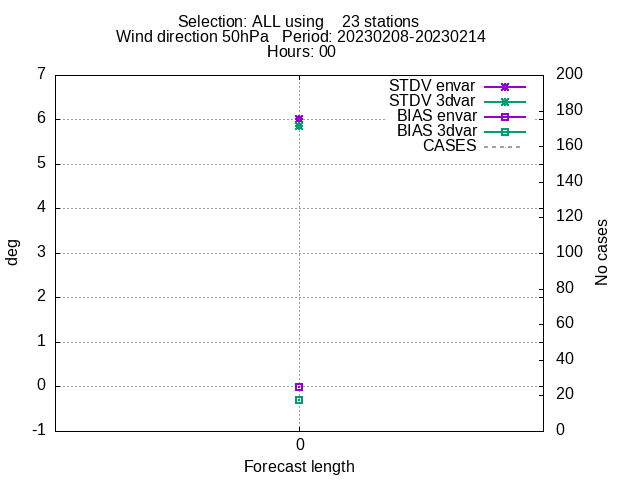 Selection: ALL using    23 stations
Wind direction 50hPa   Period: 20230208-20230214
Hours: 00
7
6
5
4
3
2
1
0
-1
deg
200
180
160
140
120
100
80
60
40
20
0
No cases
STDV envar
STDV 3dvar
BIAS envar
BIAS 3dvar
CASES
0
Forecast length